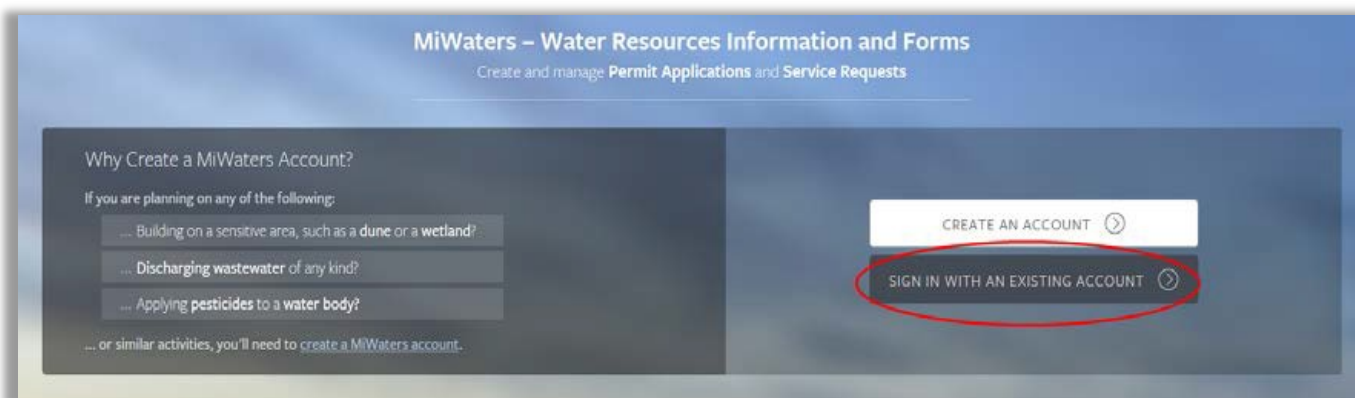 MiWaters – Water Resources Information and Forms
Create and manage Permit Applications and Service Requests
Why Create a MiWaters Account?
If you are planning on any of the following:
... Building on a sensitive area, such as a dune or a wetland?
... Discharging wastewater of any kind?
... Applying pesticides to a water body?
... or similar activities, you'll need to create a MiWaters account.
CREATE AN ACCOUNT
SIGN IN WITH AN EXISTING ACCOUNT